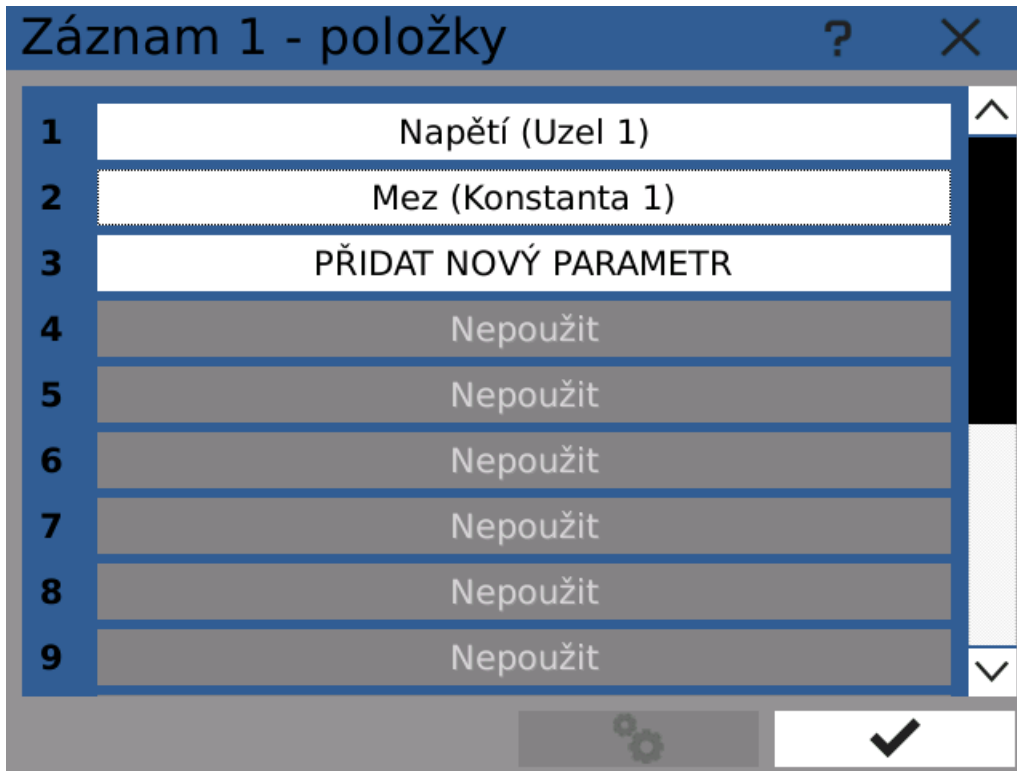 Záznam 1 - položky ?
1 Napětí (Uzel 1)
2 Mez (Konstanta 1)
3 PŘIDAT NOVÝ PARAMETR
4 Nepoužit
5 Nepoužit
6 Nepoužit
7 Nepoužit
8 Nepoužit
9 Nepoužit